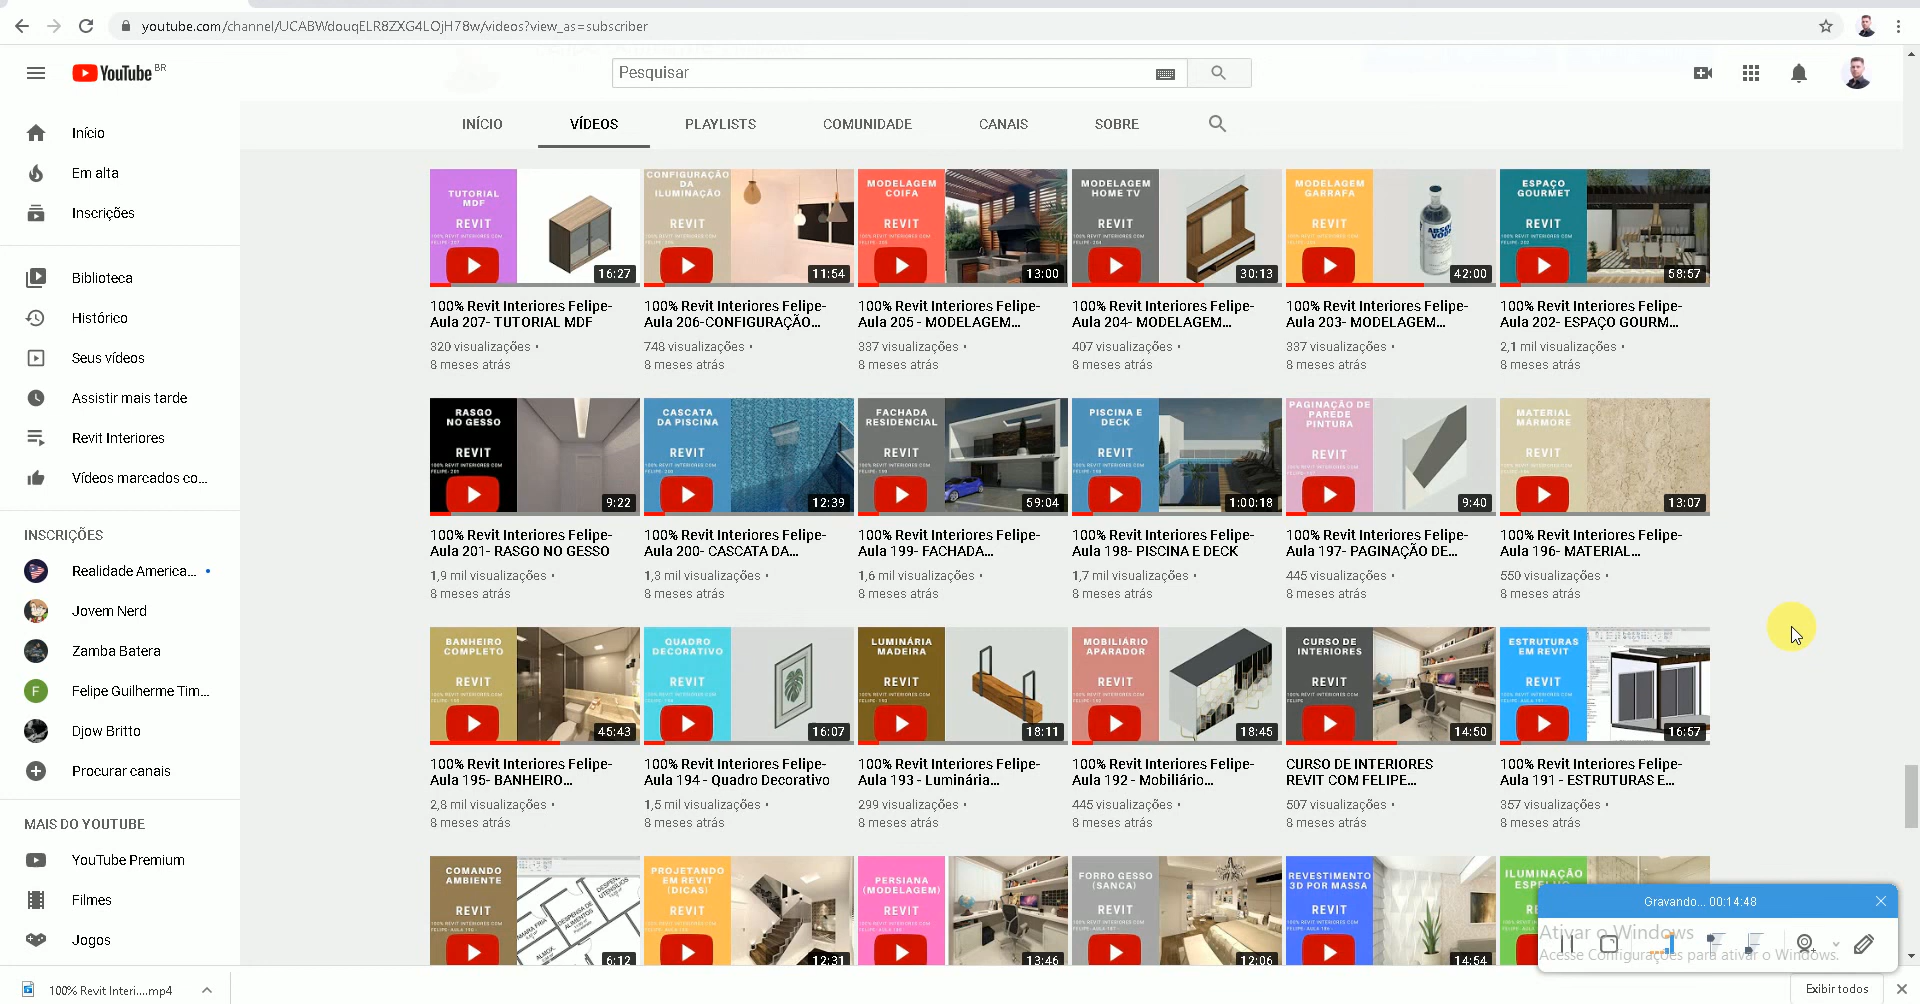 youtube.com/channel/UCABWdouqELR8ZXG4LOjH78w/videos?view_as=subscriber
YouTube BR
Pesquisar
INÍCIO
VÍDEOS
PLAYLISTS
COMUNIDADE
CANAIS
SOBRE
Início
Em alta
Inscrições
Biblioteca
Histórico
Seus vídeos
Assistir mais tarde
Revit Interiores
Vídeos marcados co...
INSCRIÇÕES
Realidade America...
Jovem Nerd
Zamba Batera
F
Felipe Guilherme Tim...
Djow Britto
Procurar canais
MAIS DO YOUTUBE
YouTube Premium
Filmes
Jogos
TUTORIAL
MDF
REVIT
16:27
100% Revit Interiores Felipe-
Aula 207- TUTORIAL MDF
320 visualizações •
8 meses atrás
CONFIGURAÇÃO
DA
ILUMINAÇÃO
REVIT
11:54
100% Revit Interiores Felipe-
Aula 206-CONFIGURAÇÃO...
748 visualizações •
8 meses atrás
MODELAGEM
COIFA
REVIT
13:00
100% Revit Interiores Felipe-
Aula 205 - MODELAGEM...
337 visualizações •
8 meses atrás
MODELAGEM
HOME TV
REVIT
30:13
100% Revit Interiores Felipe-
Aula 204- MODELAGEM...
407 visualizações •
8 meses atrás
MODELAGEM
GARRAFA
REVIT
42:00
100% Revit Interiores Felipe-
Aula 203- MODELAGEM...
337 visualizações •
8 meses atrás
ESPAÇO
GOURMET
REVIT
58:57
100% Revit Interiores Felipe-
Aula 202- ESPAÇO GOURM...
2,1 mil visualizações •
8 meses atrás
RASGO
NO GESSO
REVIT
9:22
100% Revit Interiores Felipe-
Aula 201- RASGO NO GESSO
1,9 mil visualizações •
8 meses atrás
CASCATA
DA PISCINA
REVIT
12:39
100% Revit Interiores Felipe-
Aula 200- CASCATA DA...
1,3 mil visualizações •
8 meses atrás
FACHADA
RESIDENCIAL
REVIT
59:04
100% Revit Interiores Felipe-
Aula 199- FACHADA...
1,6 mil visualizações •
8 meses atrás
PISCINA E
DECK
REVIT
1:00:18
100% Revit Interiores Felipe-
Aula 198- PISCINA E DECK
1,7 mil visualizações •
8 meses atrás
PAGINAÇÃO DE
PAREDE
PINTURA
REVIT
9:40
100% Revit Interiores Felipe-
Aula 197- PAGINAÇÃO DE...
445 visualizações •
8 meses atrás
MATERIAL
MARMORE
REVIT
13:07
100% Revit Interiores Felipe-
Aula 196- MATERIAL...
550 visualizações •
8 meses atrás
BANHEIRO
COMPLETO
REVIT
45:43
100% Revit Interiores Felipe-
Aula 195- BANHEIRO...
2,8 mil visualizações •
8 meses atrás
QUADRO
DECORATIVO
REVIT
16:07
100% Revit Interiores Felipe-
Aula 194 - Quadro Decorativo
1,5 mil visualizações •
8 meses atrás
LUMINÁRIA
MADEIRA
REVIT
18:11
100% Revit Interiores Felipe-
Aula 193 - Luminária...
299 visualizações •
8 meses atrás
MOBILIÁRIO
APARADOR
REVIT
18:45
100% Revit Interiores Felipe-
Aula 192 - Mobiliário...
445 visualizações •
8 meses atrás
CURSO DE
INTERIORES
REVIT
14:50
CURSO DE INTERIORES
REVIT COM FELIPE...
507 visualizações •
8 meses atrás
ESTRUTURAS
EM REVIT
REVIT
16:57
100% Revit Interiores Felipe-
Aula 191 - ESTRUTURAS E...
357 visualizações •
8 meses atrás
COMANDO
AMBIENTE
REVIT
6:12
PROJETANDO
EM REVIT
(DICAS)
REVIT
12:31
PERSIANA
(MODELAGEM)
REVIT
13:46
FORRO GESSO
(SANCA)
REVIT
12:06
REVESTIMENTO
3D POR MASSA
REVIT
14:54
ILUMINAÇÃO
Gravando... 00:14:48
Ativar o Windows
Acesse Configurações para ativar o Windows.
100% Revit Interi....mp4
Exibir todos